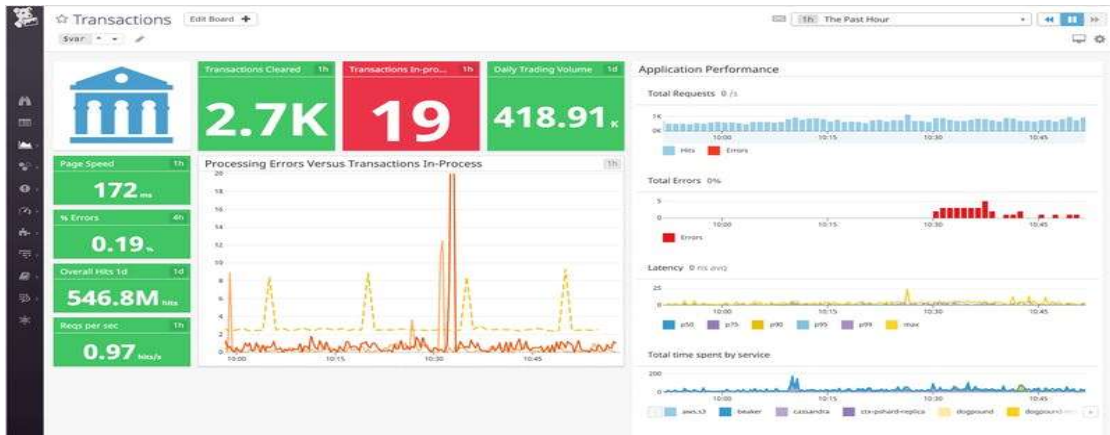 Transactions Edit Board +
1h The Past Hour
$var *
Transactions Cleared 1h
2.7K
Transactions In-pro... 1h
19
Daily Trading Volume 1d
418.91 K
Page Speed 1h
172 ms
% Errors 4h
0.19 %
Overall Hits 1d 1d
546.8M hits
Reqs per sec 1h
0.97 hits/s
Processing Errors Versus Transactions In-Process 1h
20
18
16
14
12
10
8
6
4
2
0
10:00 10:15 10:30 10:45
Application Performance
Total Requests 0 /s
1K
0K
10:00 10:15 10:30 10:45
Hits Errors
Total Errors 0%
5
0
10:00 10:15 10:30 10:45
Errors
Latency 0 ns avg
25
0
10:00 10:15 10:30 10:45
p50 p75 p90 p95 p99 max
Total time spent by service
200
0
10:00 10:15 10:30 10:45
aws.s3 beaker cassandra ctx-pshard-replica dogpound